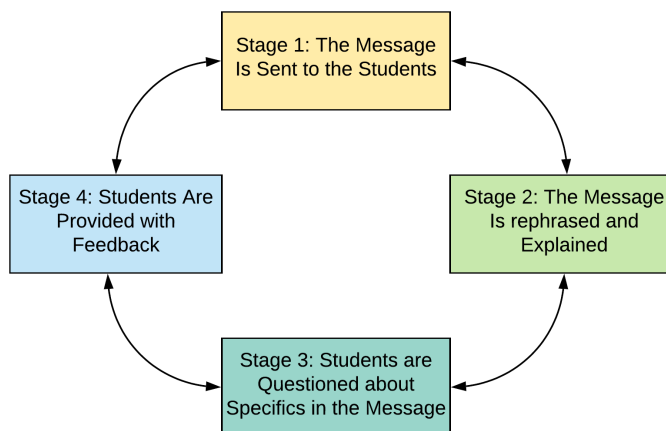 Stage 1: The Message
Is Sent to the Students
Stage 2: The Message
Is rephrased and
Explained
Stage 3: Students are
Questioned about
Specifics in the Message
Stage 4: Students Are
Provided with
Feedback